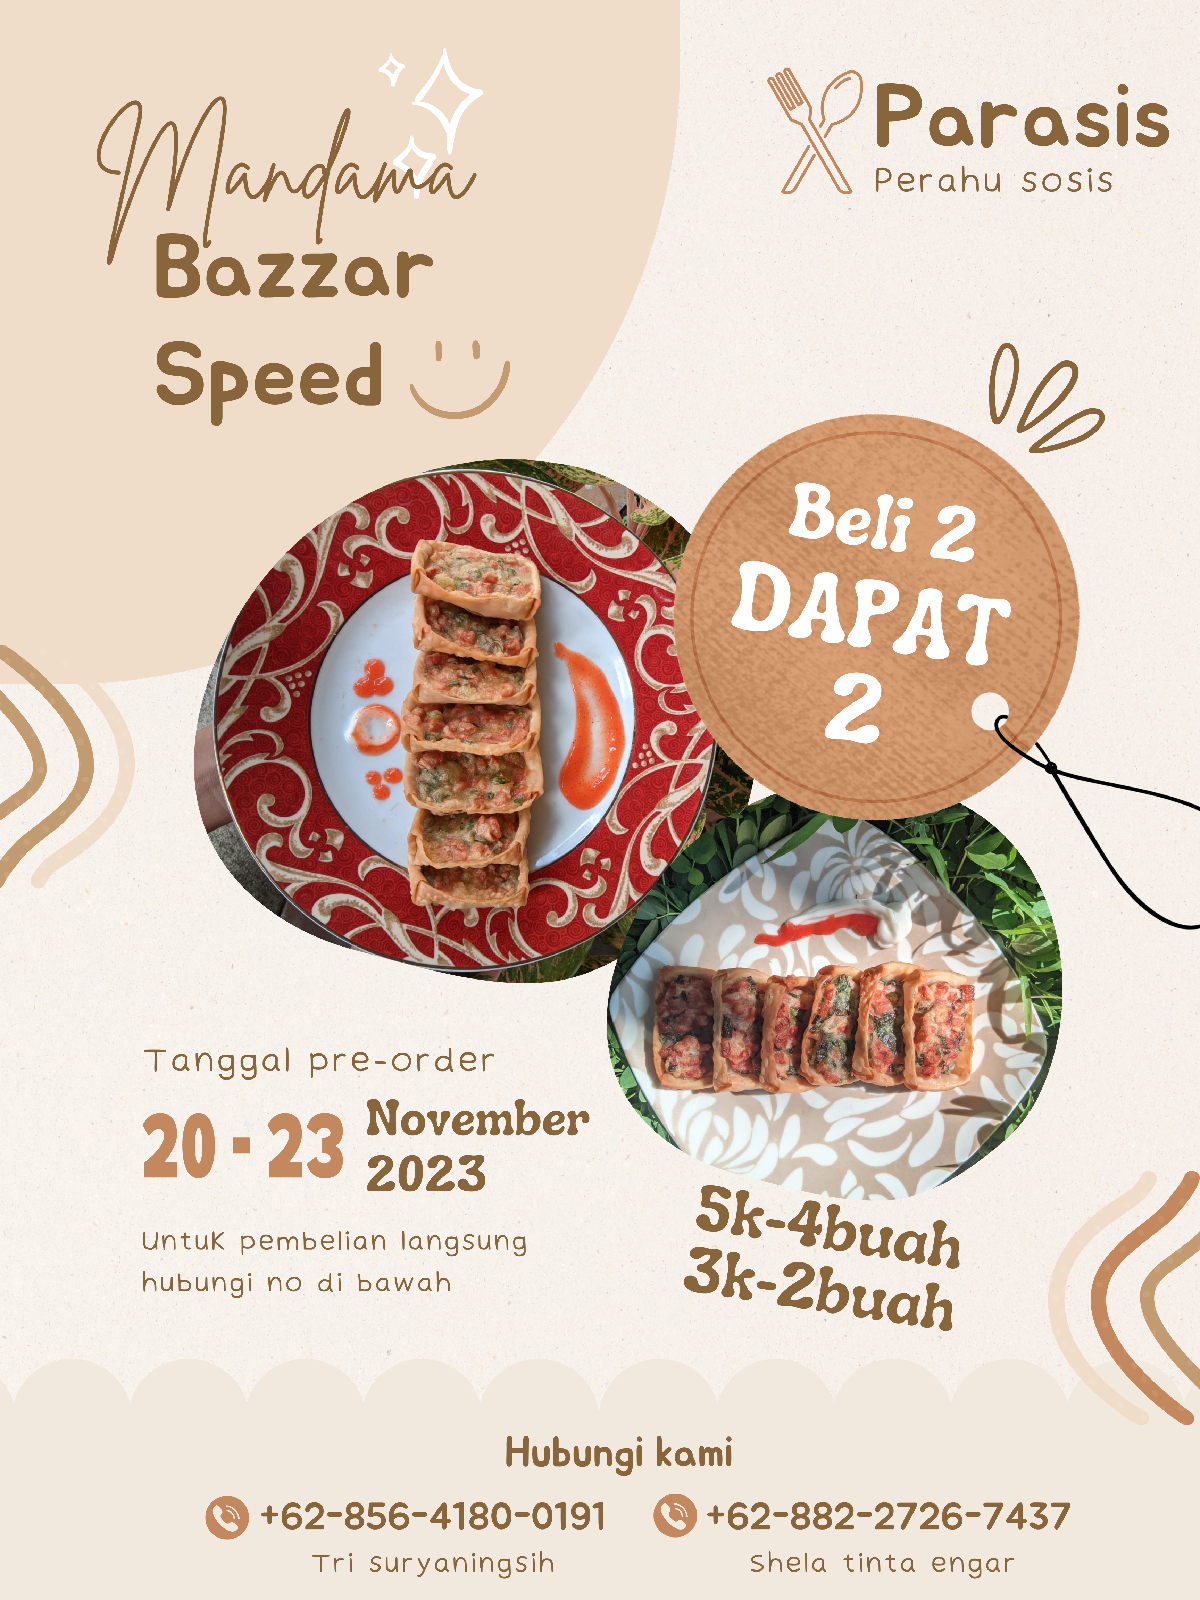 Mandama
Bazzar
Speed
Parasis
Perahu sosis
Beli 2
DAPAT
2
Tanggal pre-order
20 - 23 November
2023
Untuk pembelian langsung
hubungi no di bawah
5k-4buah
3k-2buah
Hubungi kami
+62-856-4180-0191
Tri suryaningsih
+62-882-2726-7437
Shela tinta engar